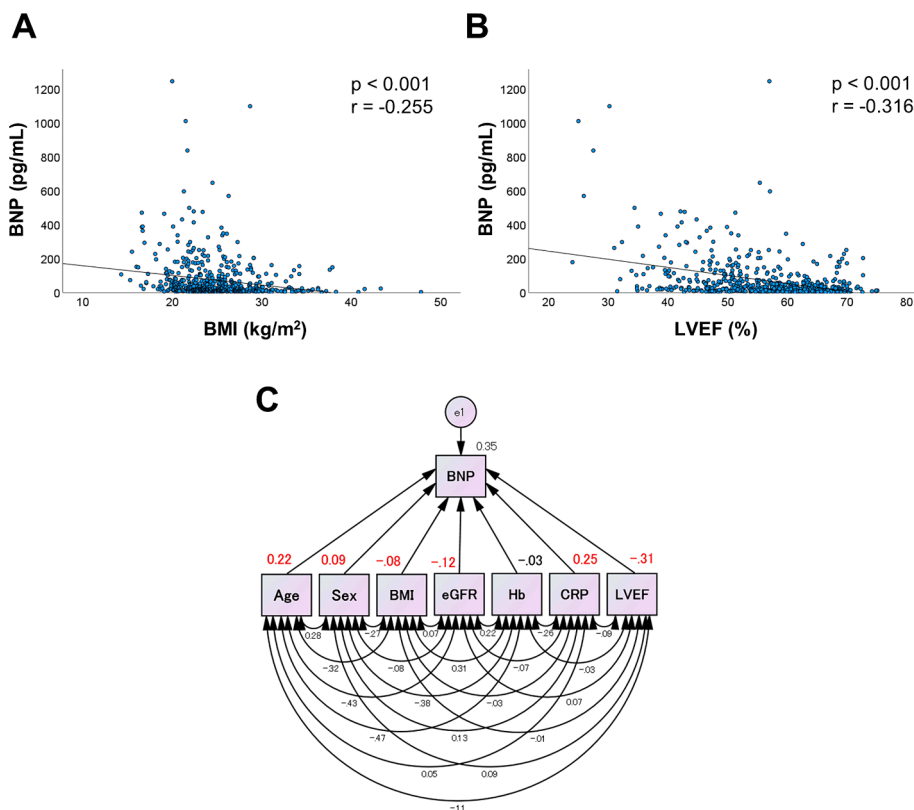 A
B
p < 0.001
r = -0.255
p < 0.001
r = -0.316
BNP (pg/mL)
1200
1000
800
600
400
200
0
10 20 30 40 50
BMI (kg/m²)
BNP (pg/mL)
1200
1000
800
600
400
200
0
20 30 40 50 60 70 80
LVEF (%)
C
e1
0.35
BNP
0.22 0.09 -.08 -.12 -.03 0.25 -.31
Age Sex BMI eGFR Hb CRP LVEF
0.28 -.27 0.07 0.22 -.26 -.09
-.32 -.08 0.31 -.07 -.03
-.43 -.38 -.03 0.07
-.47 0.13 -.01
0.05 0.09
-.11